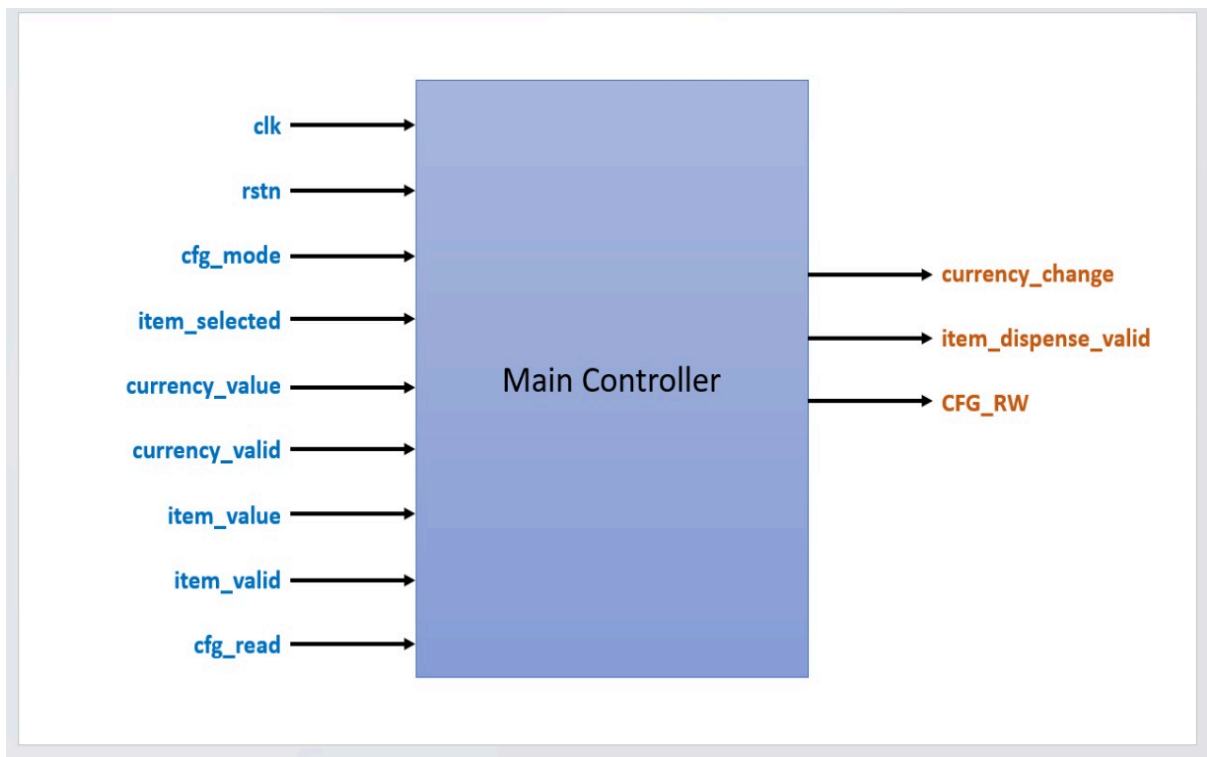 clk
rstn
cfg_mode
item_selected
currency_value
currency_valid
item_value
item_valid
cfg_read
Main Controller
currency_change
item_dispense_valid
CFG_RW